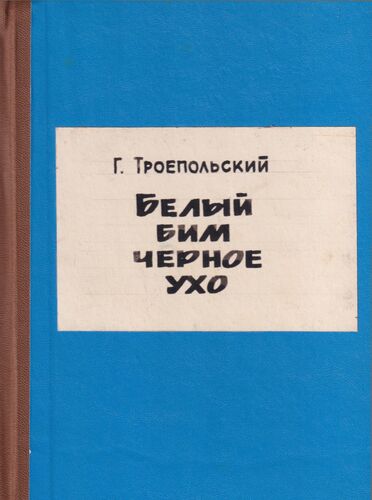 Г. Троепольский
Белый
Бим
черное
ухо